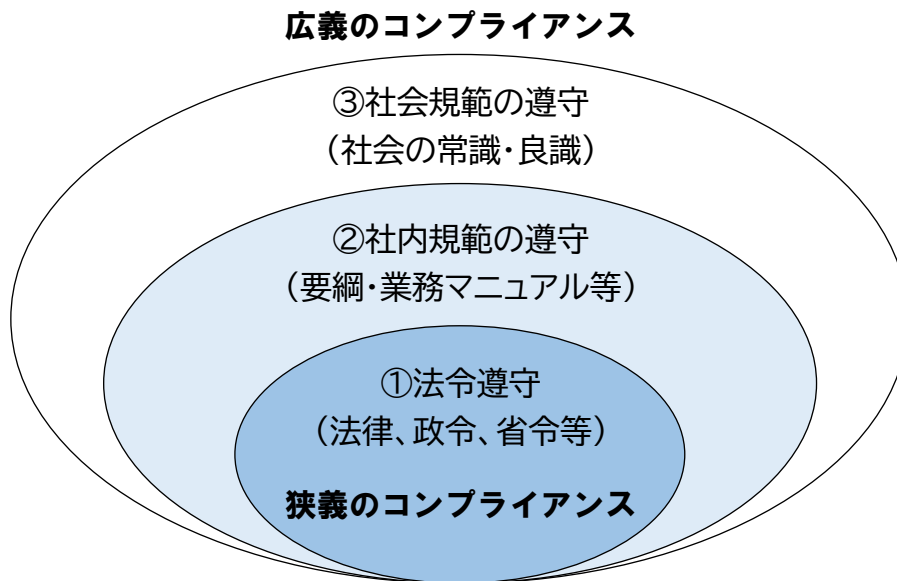 広義のコンプライアンス
③社会規範の遵守
（社会の常識・良識）
②社内規範の遵守
（要綱・業務マニュアル等）
①法令遵守
（法律、政令、省令等）
狭義のコンプライアンス